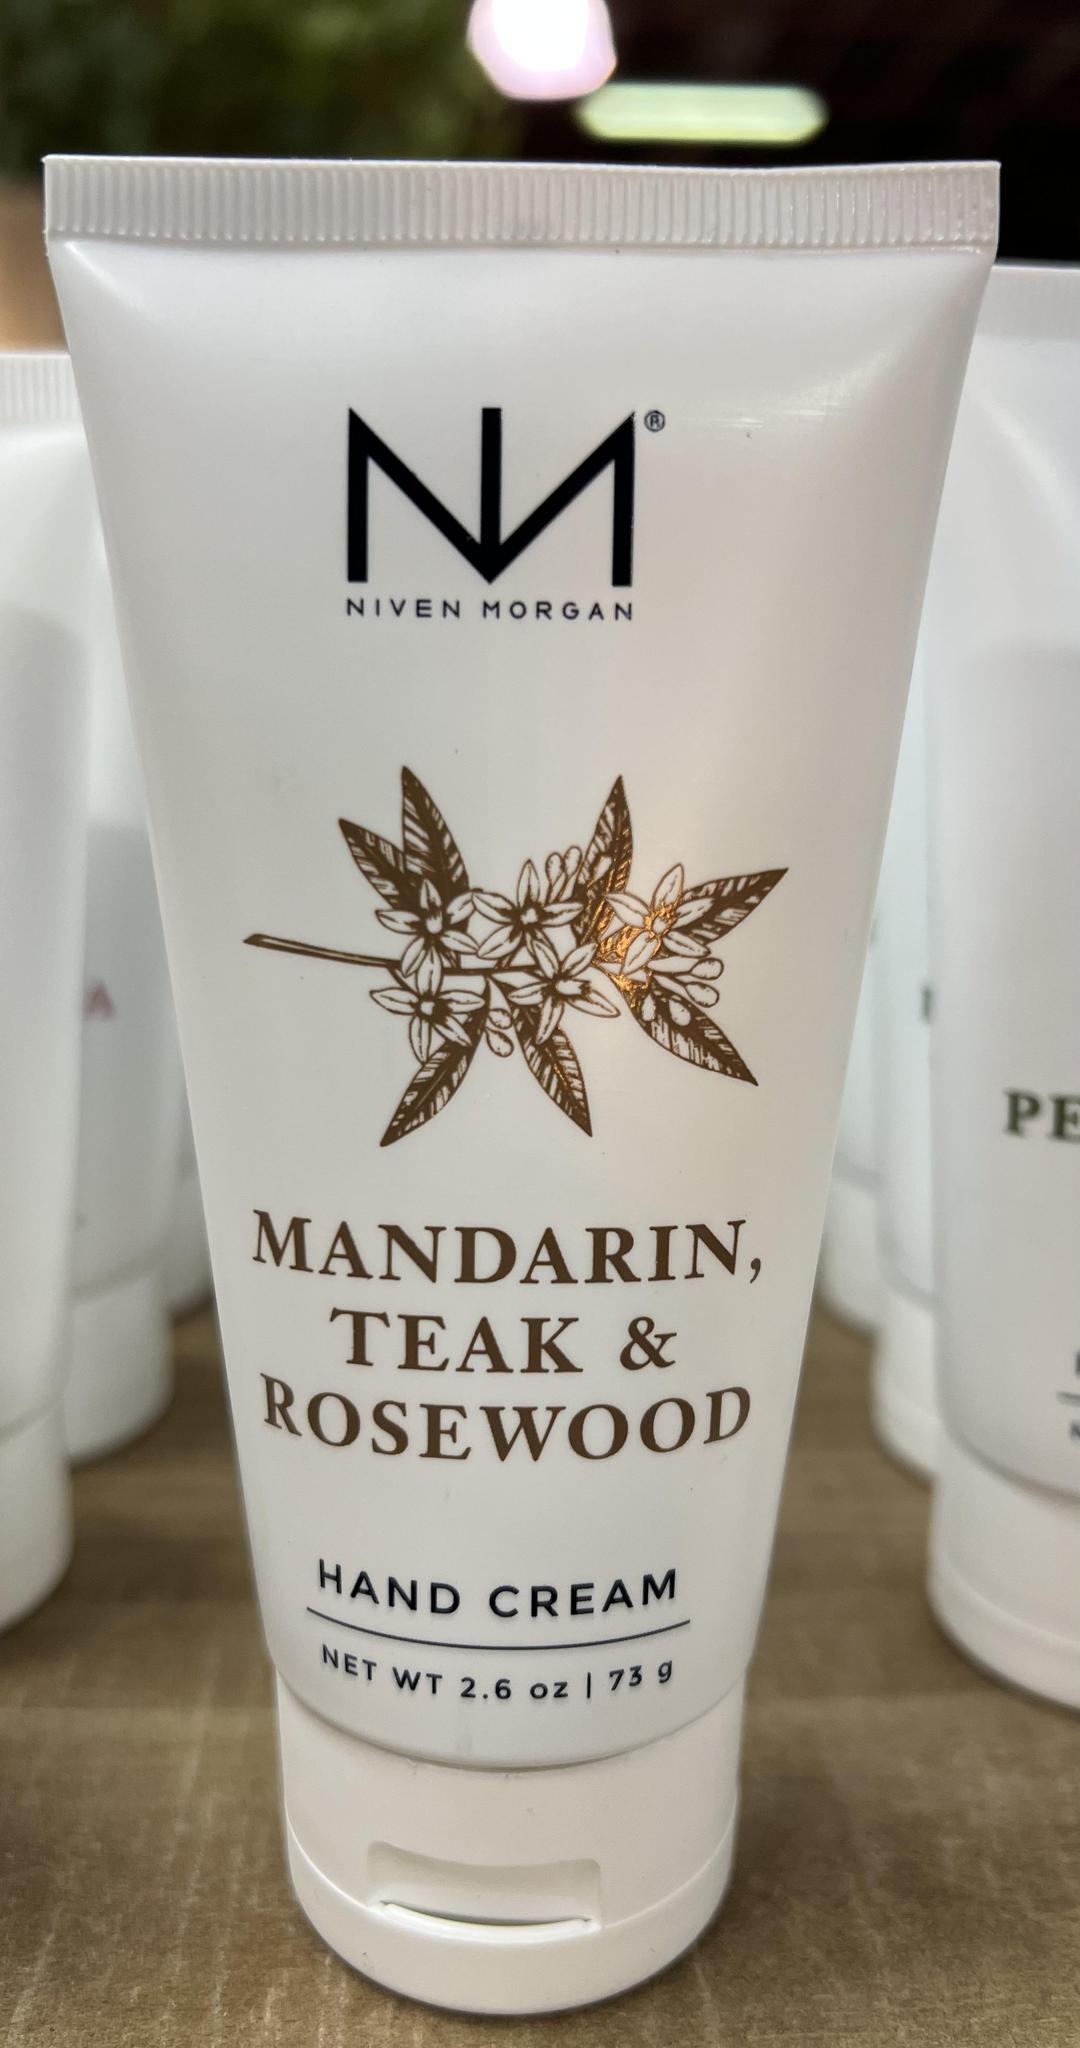 NM®
NIVEN MORGAN
MANDARIN,
TEAK &
ROSEWOOD
HAND CREAM
NET WT 2.6 oz | 73 g